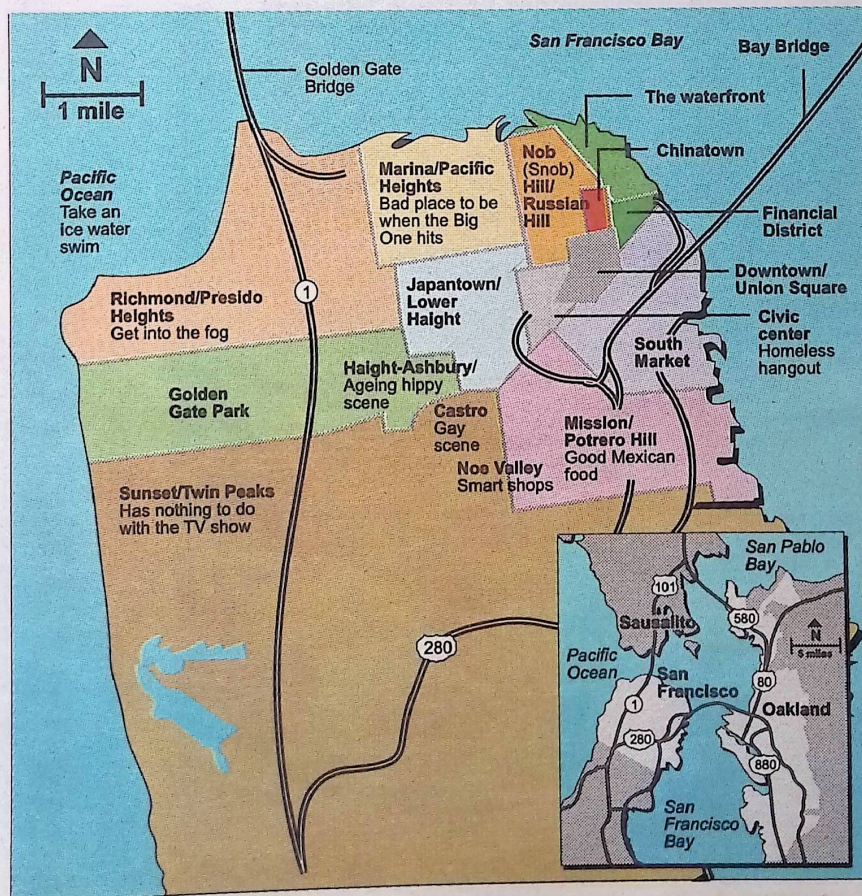 San Francisco Bay
Bay Bridge
N
1 mile
Golden Gate
Bridge
The waterfront
Chinatown
Pacific
Ocean
Take an
ice water
swim
Marina/Pacific
Heights
Bad place to be
when the Big
One hits
Nob
(Snob)
Hill/
Russian
Hill
Financial
District
Downtown/
Union Square
Civic
center
Homeless
hangout
1
Richmond/Presido
Heights
Get into the fog
Japantown/
Lower
Haight
South
Market
Golden
Gate Park
Haight-Ashbury/
Ageing hippy
scene
Castro
Gay
scene
Mission/
Potrero Hill
Good Mexican
food
Noe Valley
Smart shops
Sunset/Twin Peaks
Has nothing to do
with the TV show
280
San Pablo
Bay
101
580
Sausalito
N
5 miles
Pacific
Ocean
San
Francisco
80
1
Oakland
280
880
San
Francisco
Bay